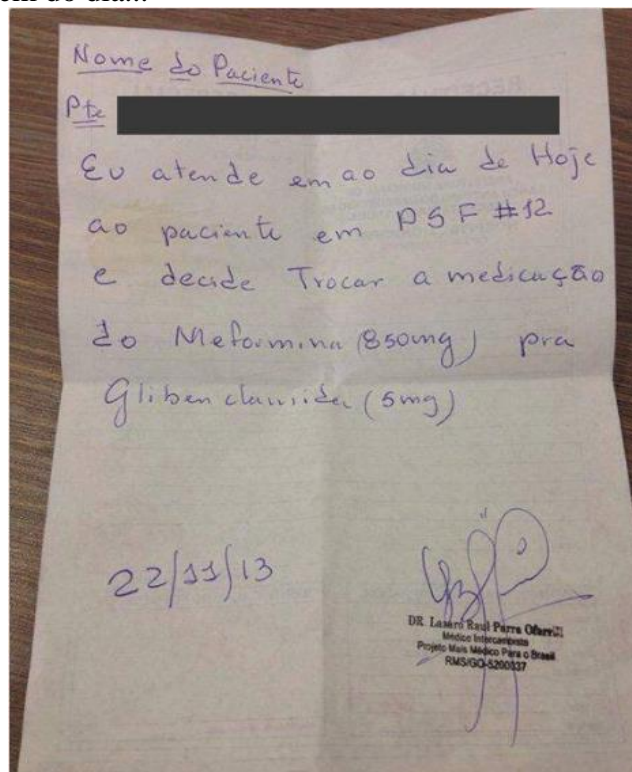 Nome do Paciente
Pte
Eu atende em ao dia de Hoje
ao paciente em PSF #12
e decide Trocar a medicação
do Meformina (850mg) pra
Glibenclamida (5mg)
22/11/13
DR. Lazaro Raul Parra Ofarrill
Médico Intercambista
Projeto Mais Médico Para o Brasil
RMS/GO-5200337